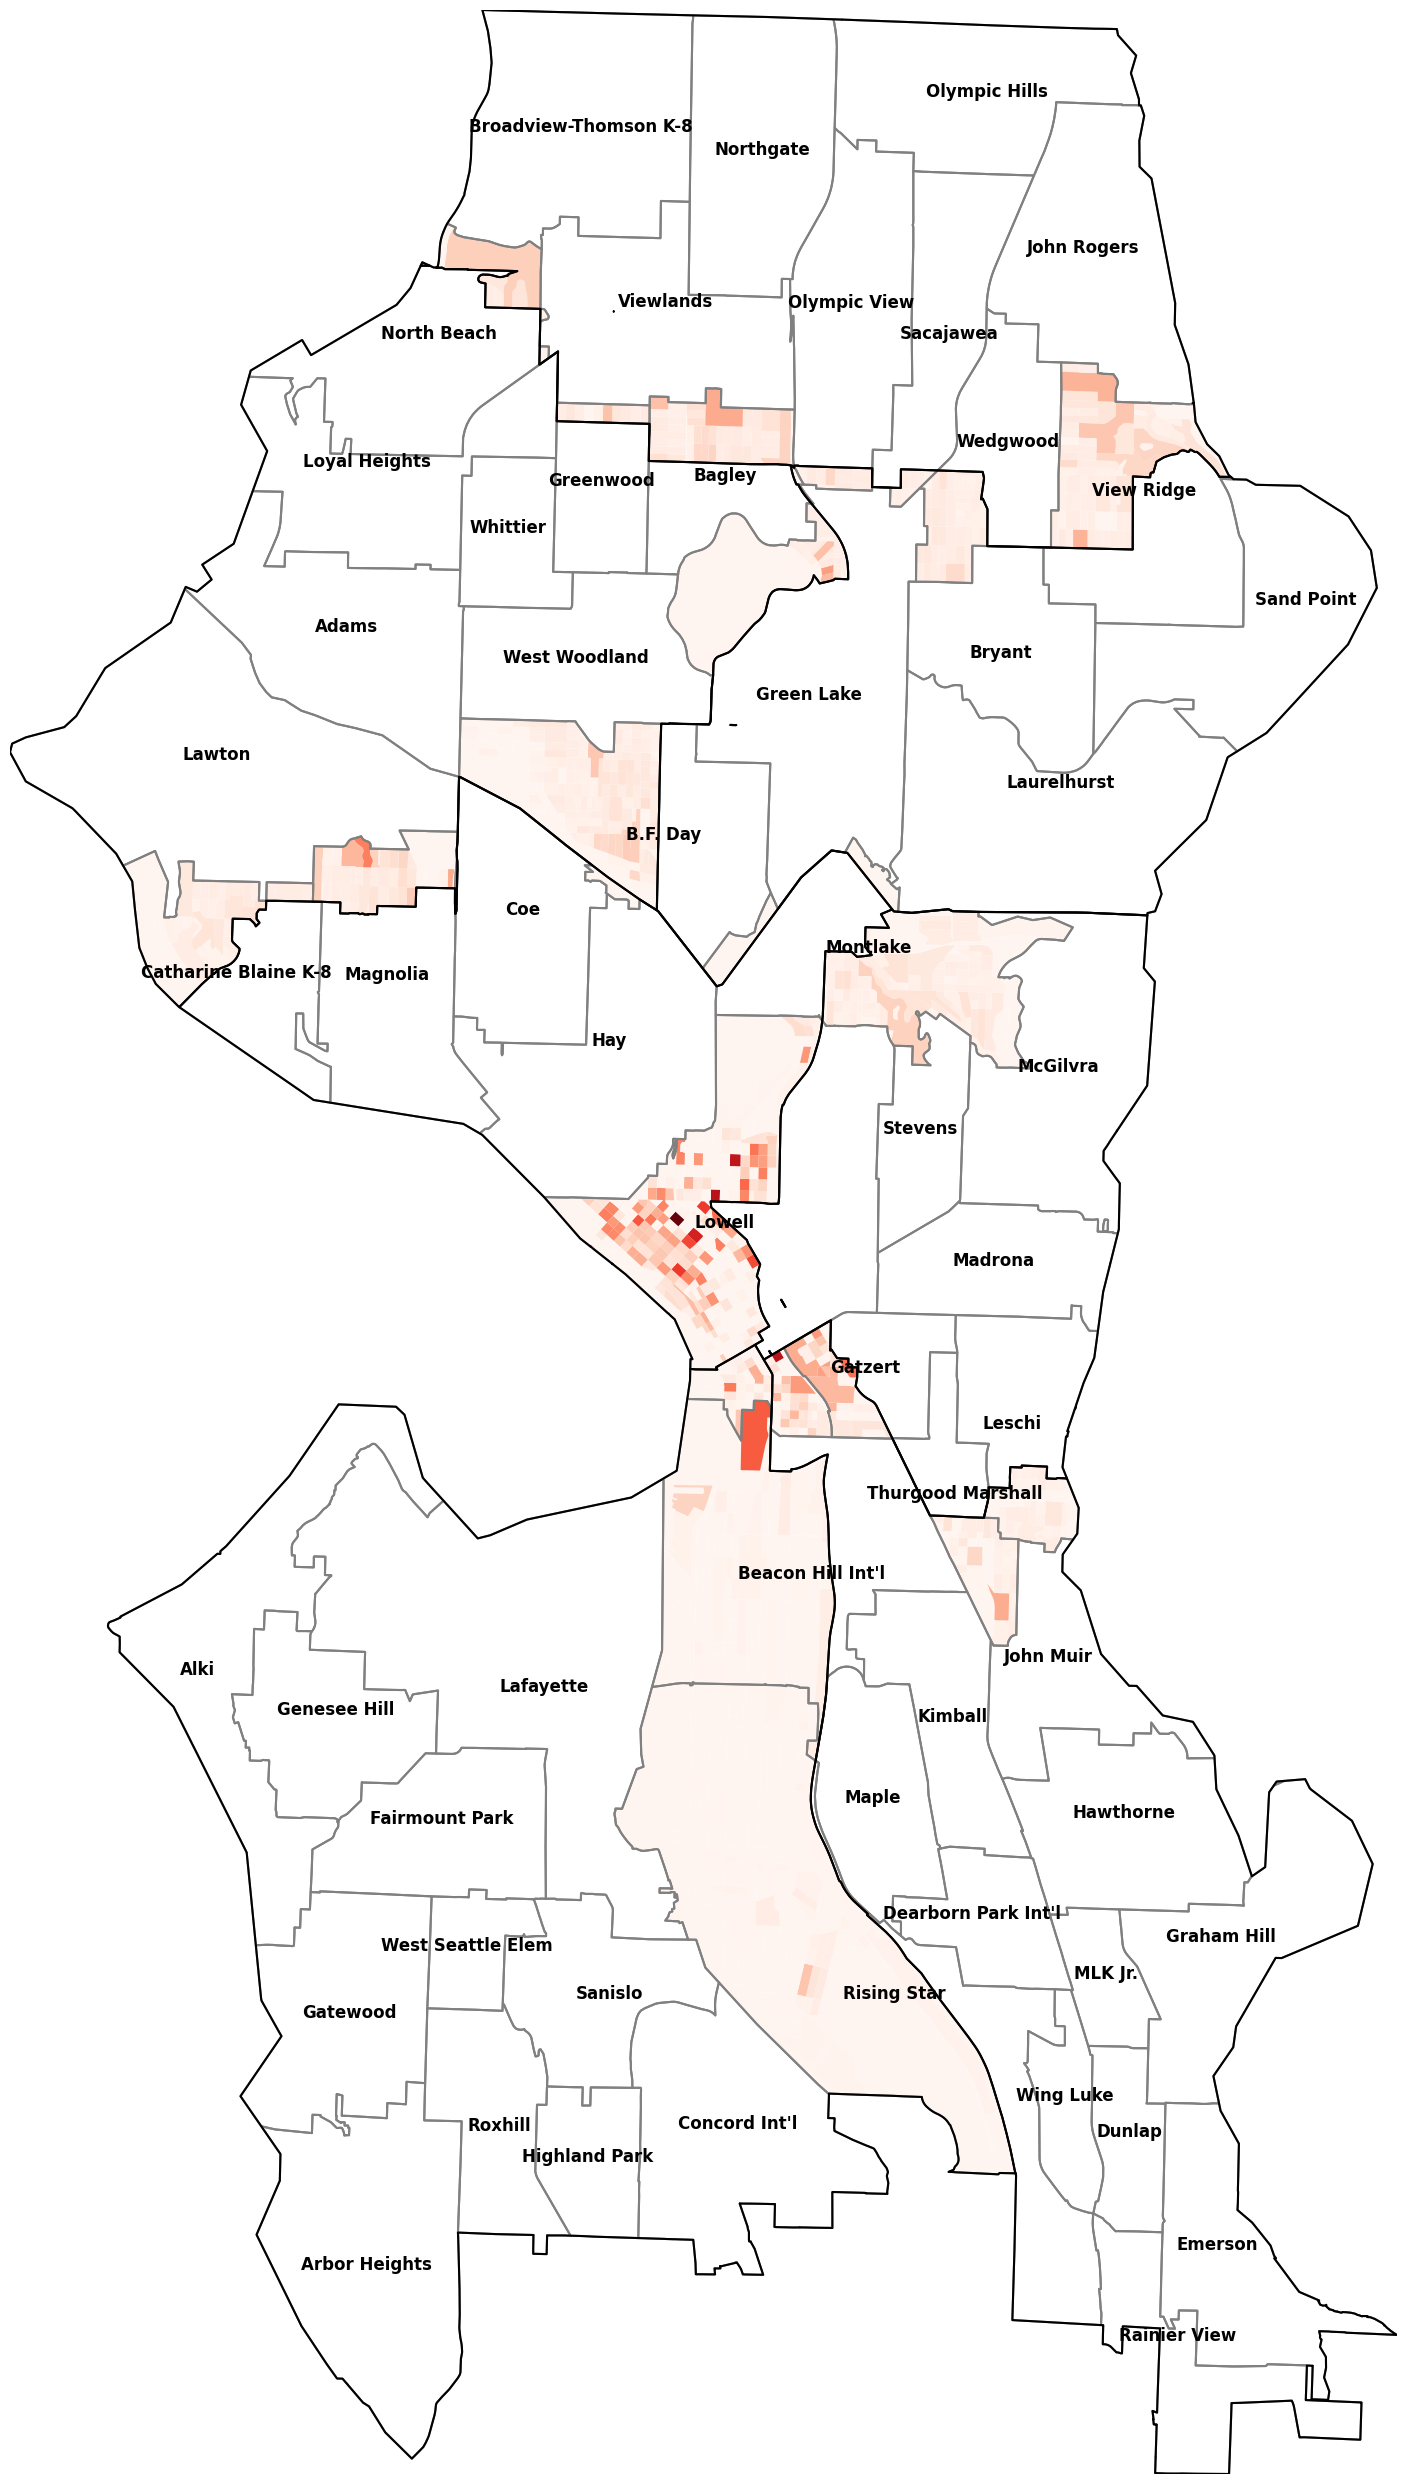 Olympic Hills
Broadview-Thomson K-8
Northgate
John Rogers
Viewlands
Olympic View
North Beach
Sacajawea
Wedgwood
Loyal Heights
Greenwood
Bagley
View Ridge
Whittier
Sand Point
Adams
Bryant
West Woodland
Green Lake
Lawton
Laurelhurst
B.F. Day
Coe
Montlake
Catharine Blaine K-8
Magnolia
Hay
McGilvra
Stevens
Lowell
Madrona
Gatzert
Leschi
Thurgood Marshall
Beacon Hill Int'l
John Muir
Alki
Lafayette
Genesee Hill
Kimball
Maple
Hawthorne
Fairmount Park
Dearborn Park Int'l
Graham Hill
West Seattle Elem
MLK Jr.
Sanislo
Rising Star
Gatewood
Wing Luke
Concord Int'l
Roxhill
Dunlap
Highland Park
Emerson
Arbor Heights
Rainier View